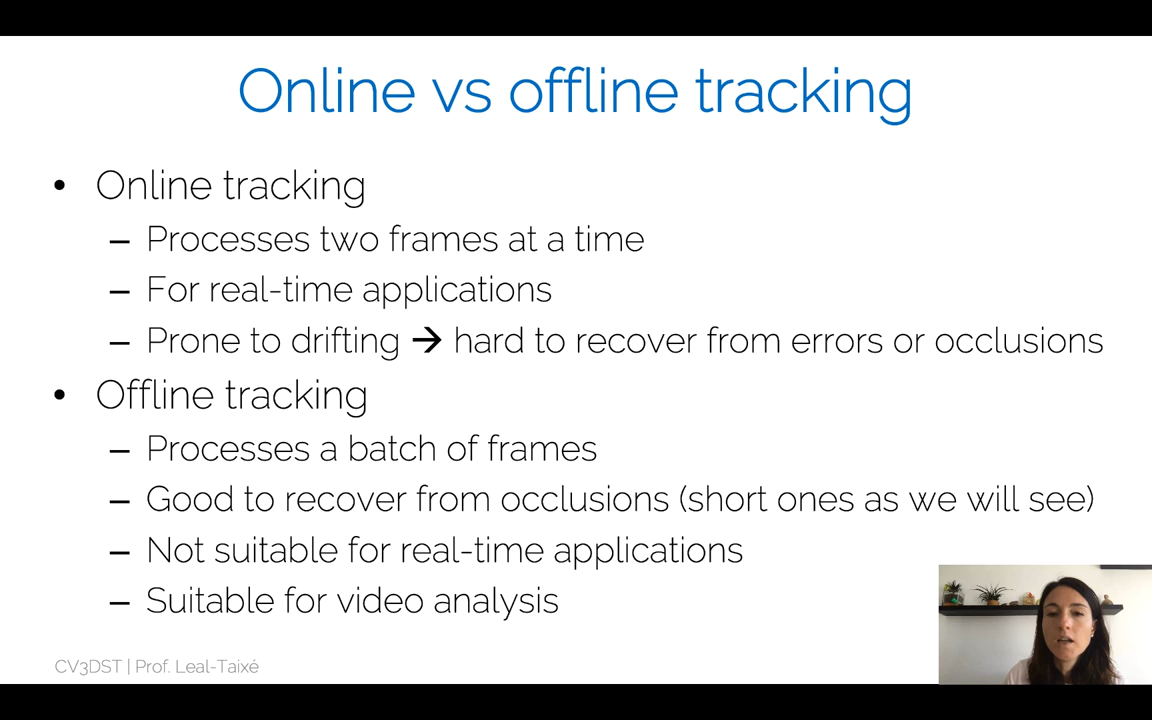 Online vs offline tracking
• Online tracking
– Processes two frames at a time
– For real-time applications
– Prone to drifting → hard to recover from errors or occlusions
• Offline tracking
– Processes a batch of frames
– Good to recover from occlusions (short ones as we will see)
– Not suitable for real-time applications
– Suitable for video analysis
CV3DST | Prof. Leal-Taixé